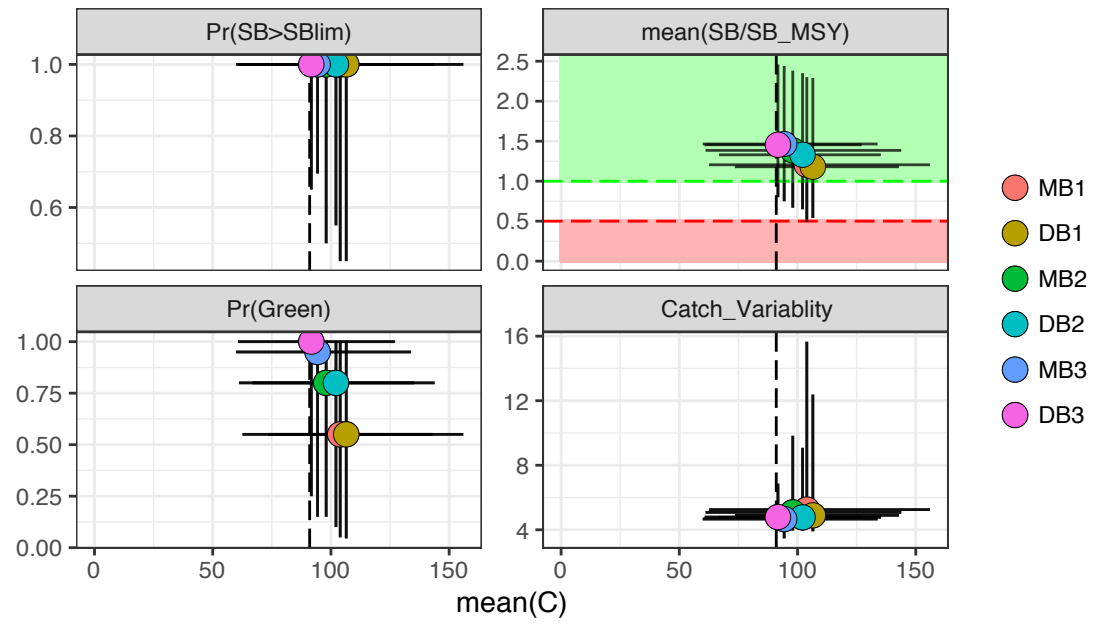 Pr(SB>SBlim)
mean(SB/SB_MSY)
1.0
0.8
0.6
2.5
2.0
1.5
1.0
0.5
0.0
Pr(Green)
Catch_Variablity
1.00
0.75
0.50
0.25
0.00
16
12
8
4
0 50 100 150
0 50 100 150
mean(C)
MB1
DB1
MB2
DB2
MB3
DB3